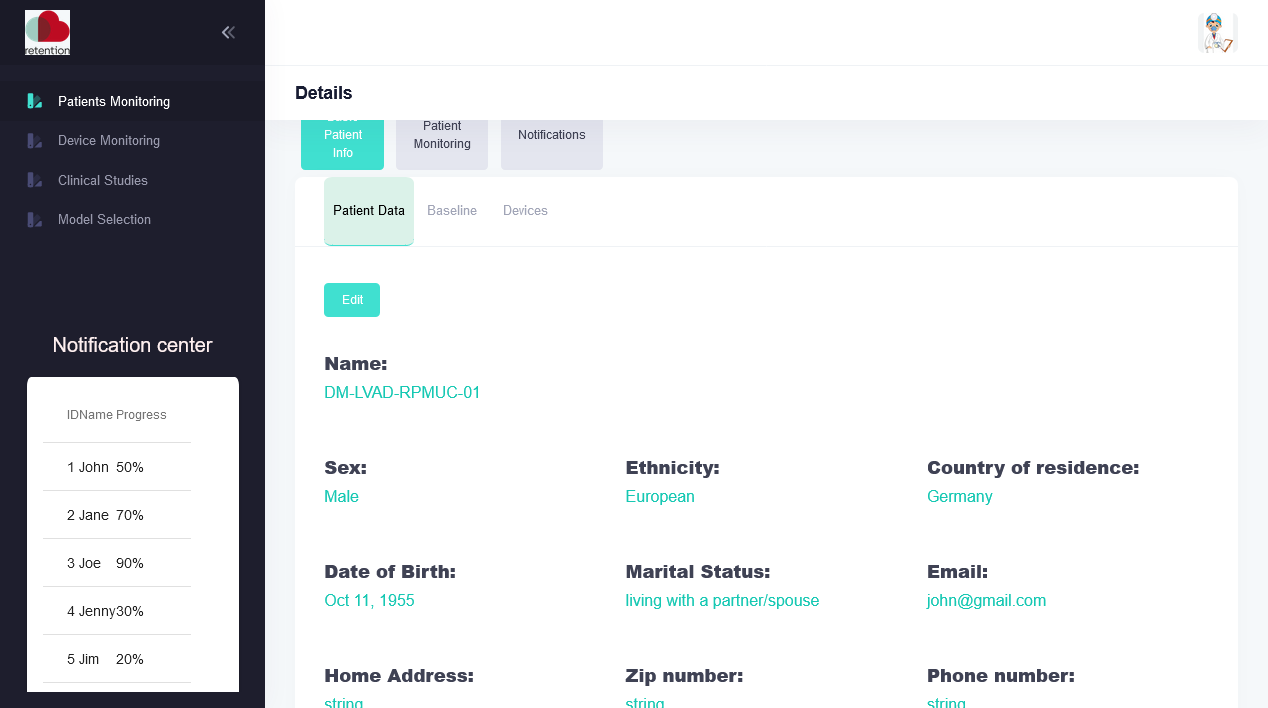 retention
Patients Monitoring
Device Monitoring
Clinical Studies
Model Selection
Notification center
ID Name Progress
1 John 50%
2 Jane 70%
3 Joe 90%
4 Jenny 30%
5 Jim 20%
Details
Patient
Info
Patient
Monitoring
Notifications
Patient Data Baseline Devices
Edit
Name:
DM-LVAD-RPMUC-01
Sex: Ethnicity: Country of residence:
Male European Germany
Date of Birth: Marital Status: Email:
Oct 11, 1955 living with a partner/spouse john@gmail.com
Home Address: Zip number: Phone number:
string string string